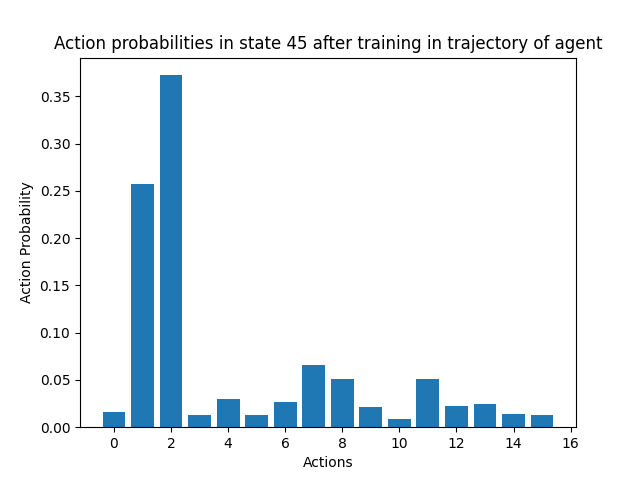 Action probabilities in state 45 after training in trajectory of agent
0.35
0.30
0.25
0.20
0.15
0.10
0.05
0.00
Action Probability
0 2 4 6 8 10 12 14 16
Actions